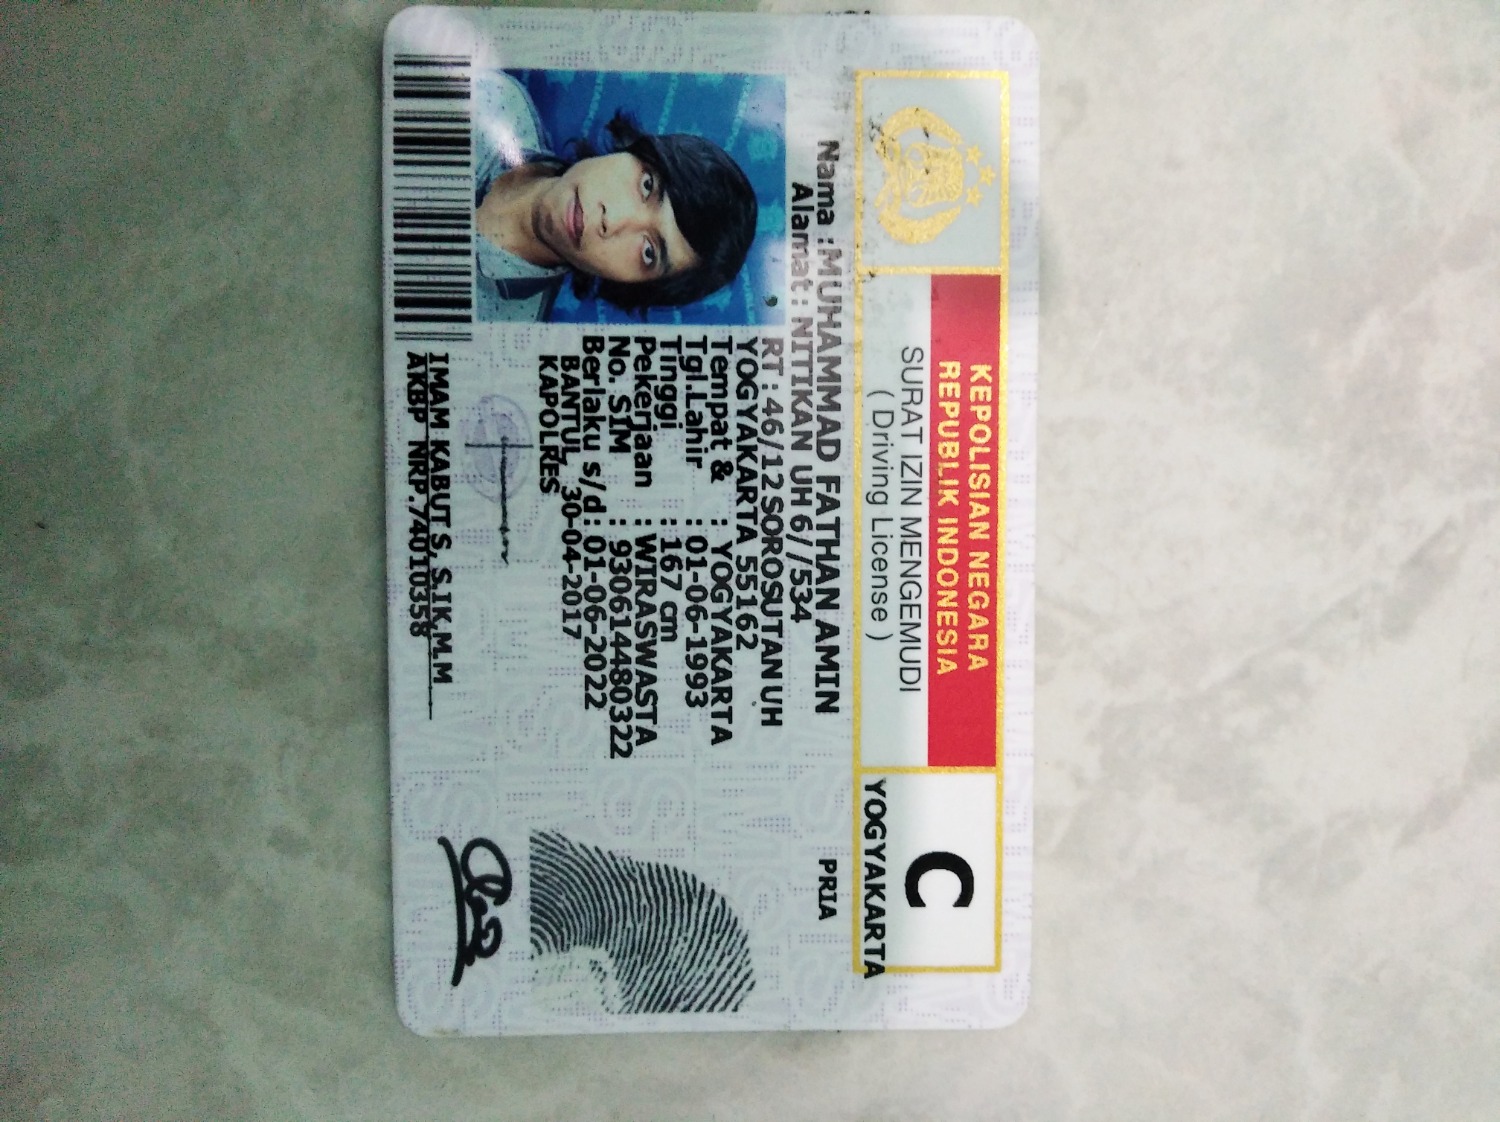 KEPOLISIAN NEGARA
REPUBLIK INDONESIA
SURAT IZIN MENGEMUDI
( Driving License )
C
YOGYAKARTA
Nama :MUHAMMAD FATHAN AMIN
PRIA
Alamat: NITIKAN UH 6//534
RT:46/12SOROSUTAN UH
YOGYAKARTA 55162
Tempat & : YOGYAKARTA
Tgl.Lahir : 01-06-1993
Tinggi : 167 cm
Pekerjaan : WIRASWASTA
No. SIM : 930614480322
Berlaku s/d : 01-06-2022
BANTUL, 30-04-2017
KAPOLRES
IMAM KABUT S, S.IK,M.M
AKBP NRP.74010358